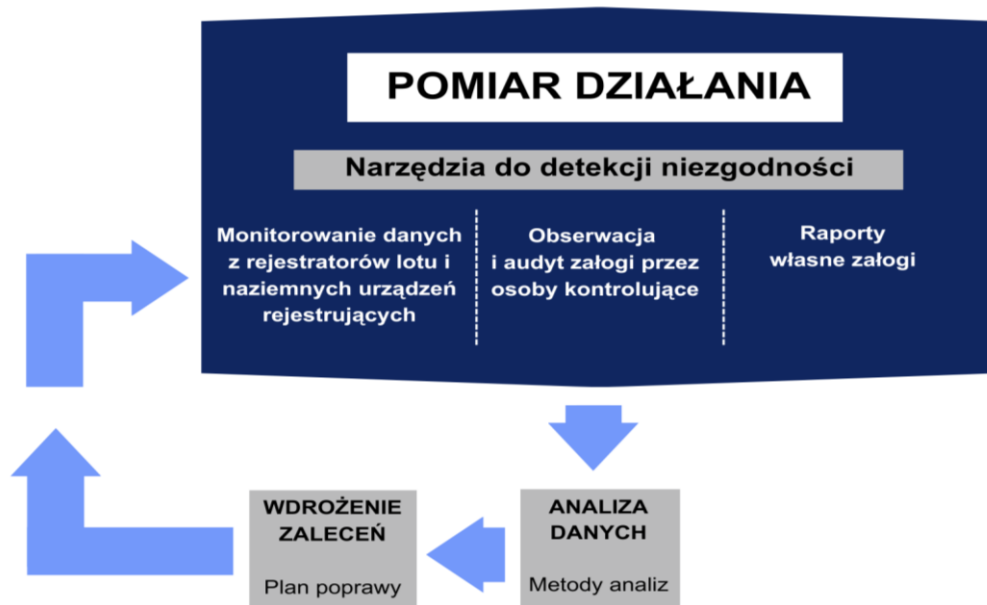 POMIAR DZIAŁANIA
Narzędzia do detekcji niezgodności
Monitorowanie danych
z rejestratorów lotu i
naziemnych urządzeń
rejestrujących
Obserwacja
i audyt załogi przez
osoby kontrolujące
Raporty
własne załogi
ANALIZA
DANYCH
Metody analiz
WDROŻENIE
ZALECEŃ
Plan poprawy